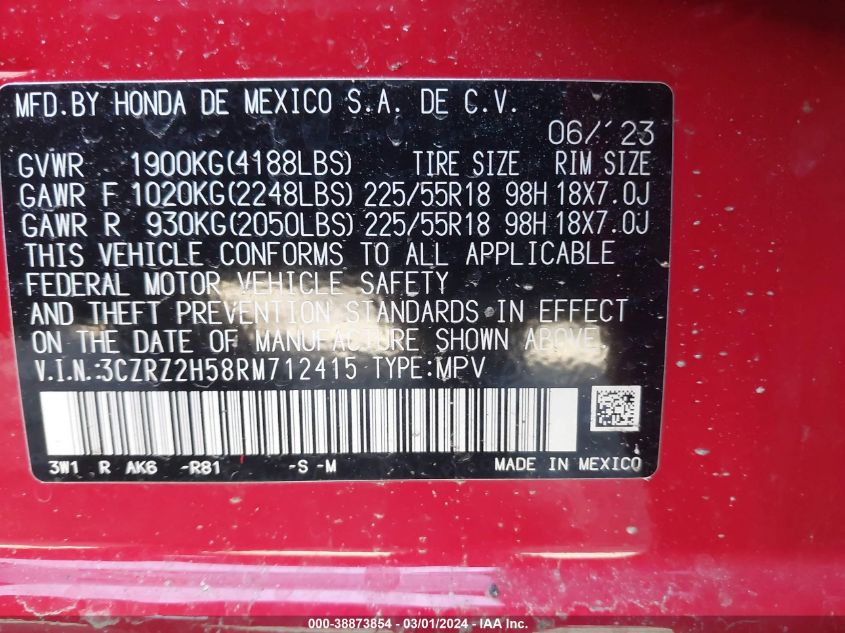 MFD. BY HONDA DE MEXICO S.A. DE C.V.
06/'23
GVWR 1900KG(4188LBS) TIRE SIZE RIM SIZE
GAWR F 1020KG(2248LBS) 225/55R18 98H 18X7.0J
GAWR R 930KG(2050LBS) 225/55R18 98H 18X7.0J
THIS VEHICLE CONFORMS TO ALL APPLICABLE
FEDERAL MOTOR VEHICLE SAFETY
AND THEFT PREVENTION STANDARDS IN EFFECT
ON THE DATE OF MANUFACTURE SHOWN ABOVE.
V.I.N.:3CZRZ2H58RM712415 TYPE:MPV
3W1 R AK6 -R81 -S -M MADE IN MEXICO
000-38873854 - 03/01/2024 - IAA Inc.